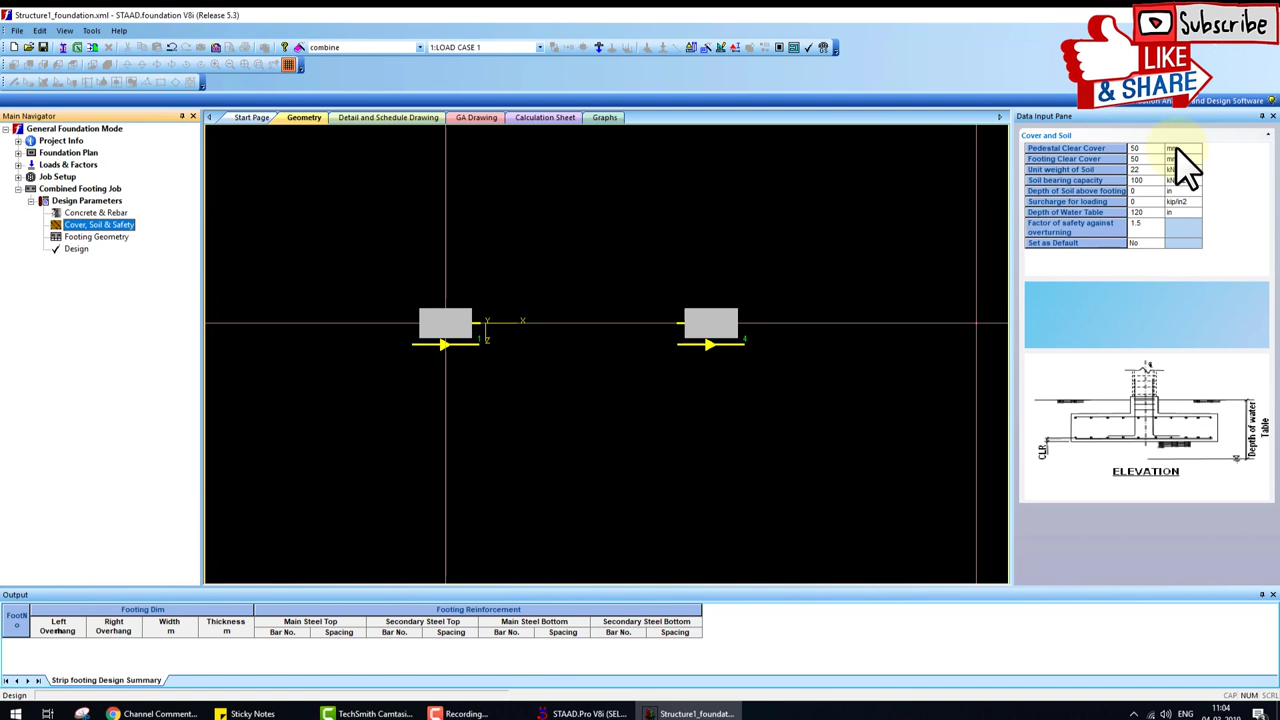 Structure1_foundation.xml - STAAD.foundation V8i (Release 5.3)
Subscribe
File Edit View Tools Help
LIKE
& SHARE
combine 1:LOAD CASE 1
and Design Software
Main Navigator
Start Page Geometry Detail and Schedule Drawing GA Drawing Calculation Sheet Graphs
Data Input Pane
General Foundation Mode
Project Info
Foundation Plan
Loads & Factors
Job Setup
Combined Footing Job
Design Parameters
Concrete & Rebar
Cover, Soil & Safety
Footing Geometry
Design
Cover and Soil
Pedestal Clear Cover 50
Footing Clear Cover 50
Unit weight of Soil 22
Soil bearing capacity 100
Depth of Soil above footing 0 in
Surcharge for loading 0 kip/in2
Depth of Water Table 120 in
Factor of safety against overturning 1.5
Set as Default No
Y X
Z
1
4
CLR
Depth of water Table
ELEVATION
Output
FootN o
Footing Dim Footing Reinforcement
Left Right Width Thickness Main Steel Top Secondary Steel Top Main Steel Bottom Secondary Steel Bottom
Overhang Overhang m m Bar No. Spacing Bar No. Spacing Bar No. Spacing Bar No. Spacing
Strip footing Design Summary
Design CAP NUM SCRL
Channel Comment... Sticky Notes TechSmith Camtasi... Recording... STAAD.Pro V8i (SEL... Structure1_foundat... ENG 11:04